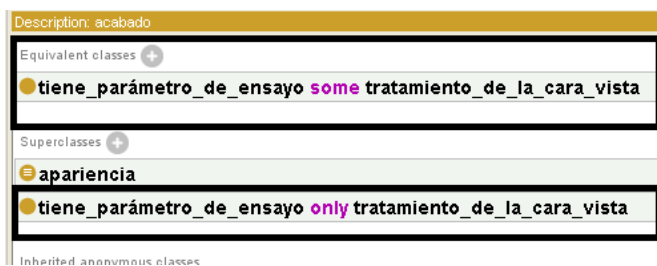 Description: acabado
Equivalent classes
tiene_parámetro_de_ensayo some tratamiento_de_la_cara_vista
Superclasses
apariencia
tiene_parámetro_de_ensayo only tratamiento_de_la_cara_vista
Inherited anonymous classes